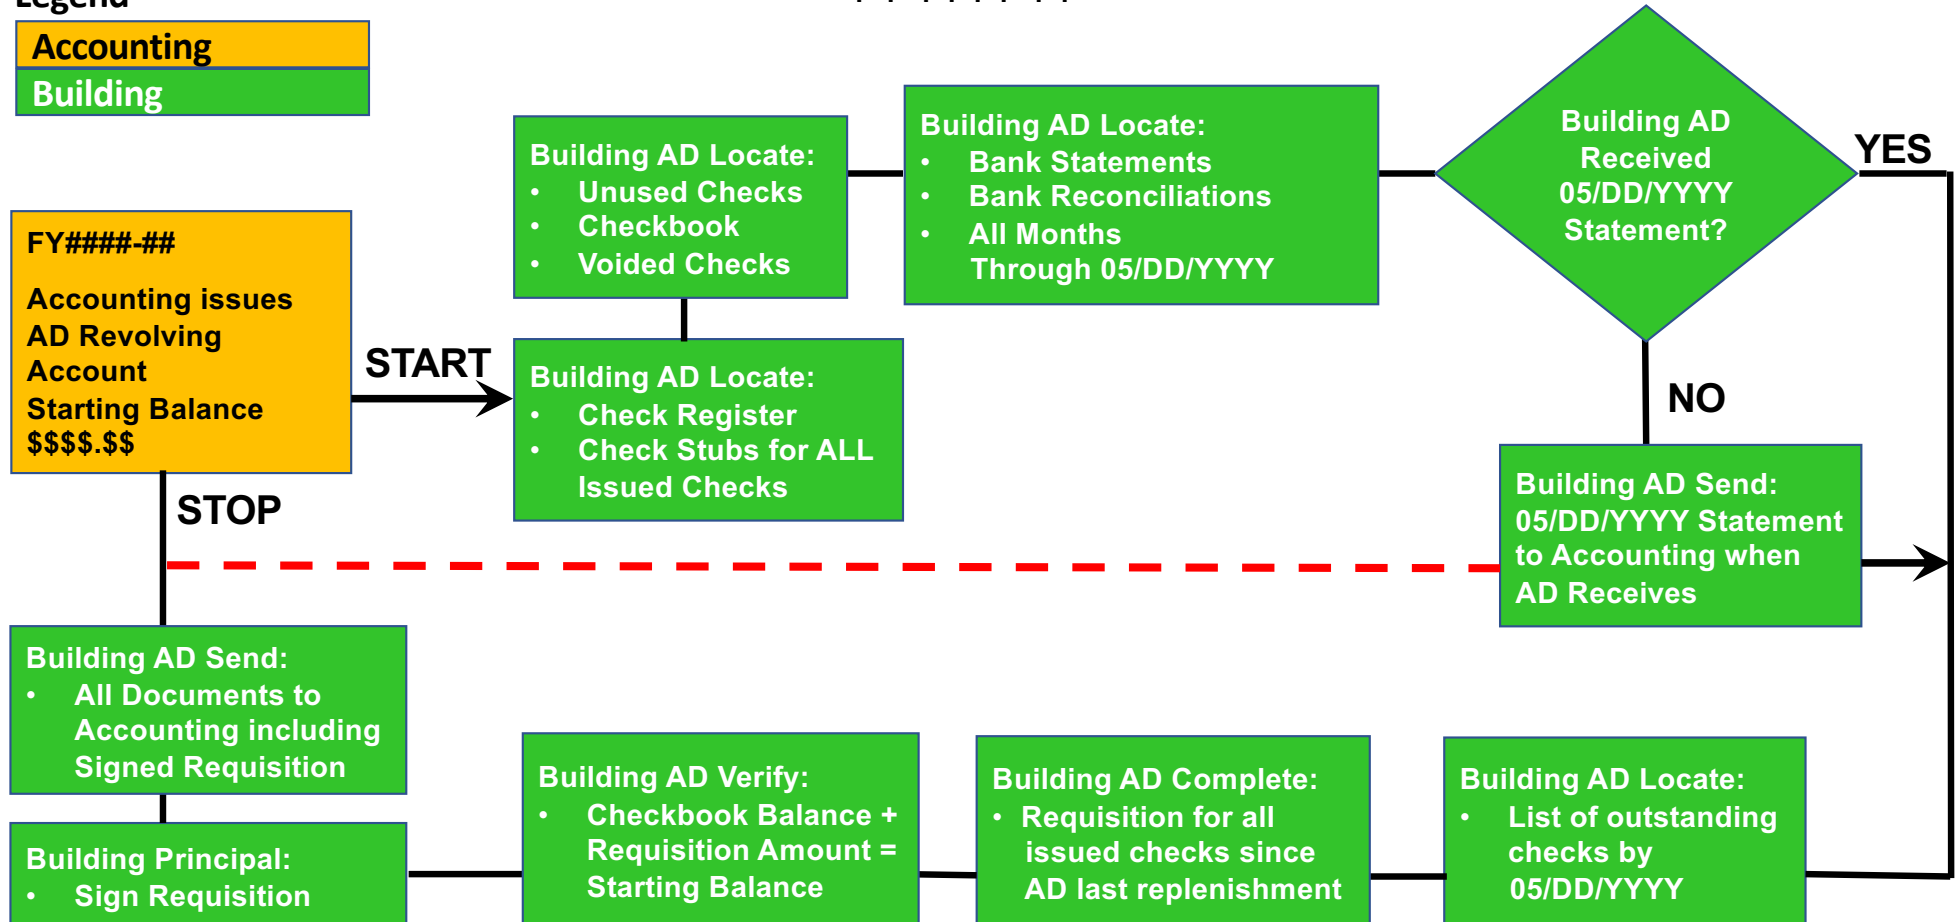 Legend
Accounting
Building
FY####-##
Accounting issues
AD Revolving
Account
Starting Balance
$$$$.$$
START
STOP
Building AD Locate:
• Check Register
• Check Stubs for ALL
Issued Checks
Building AD Locate:
• Unused Checks
• Checkbook
• Voided Checks
Building AD Locate:
• Bank Statements
• Bank Reconciliations
• All Months
Through 05/DD/YYYY
Building AD
Received
05/DD/YYYY
Statement?
YES
NO
Building AD Send:
05/DD/YYYY Statement
to Accounting when
AD Receives
Building AD Locate:
• List of outstanding
checks by
05/DD/YYYY
Building AD Complete:
• Requisition for all
issued checks since
AD last replenishment
Building AD Verify:
• Checkbook Balance +
Requisition Amount =
Starting Balance
Building Principal:
• Sign Requisition
Building AD Send:
• All Documents to
Accounting including
Signed Requisition